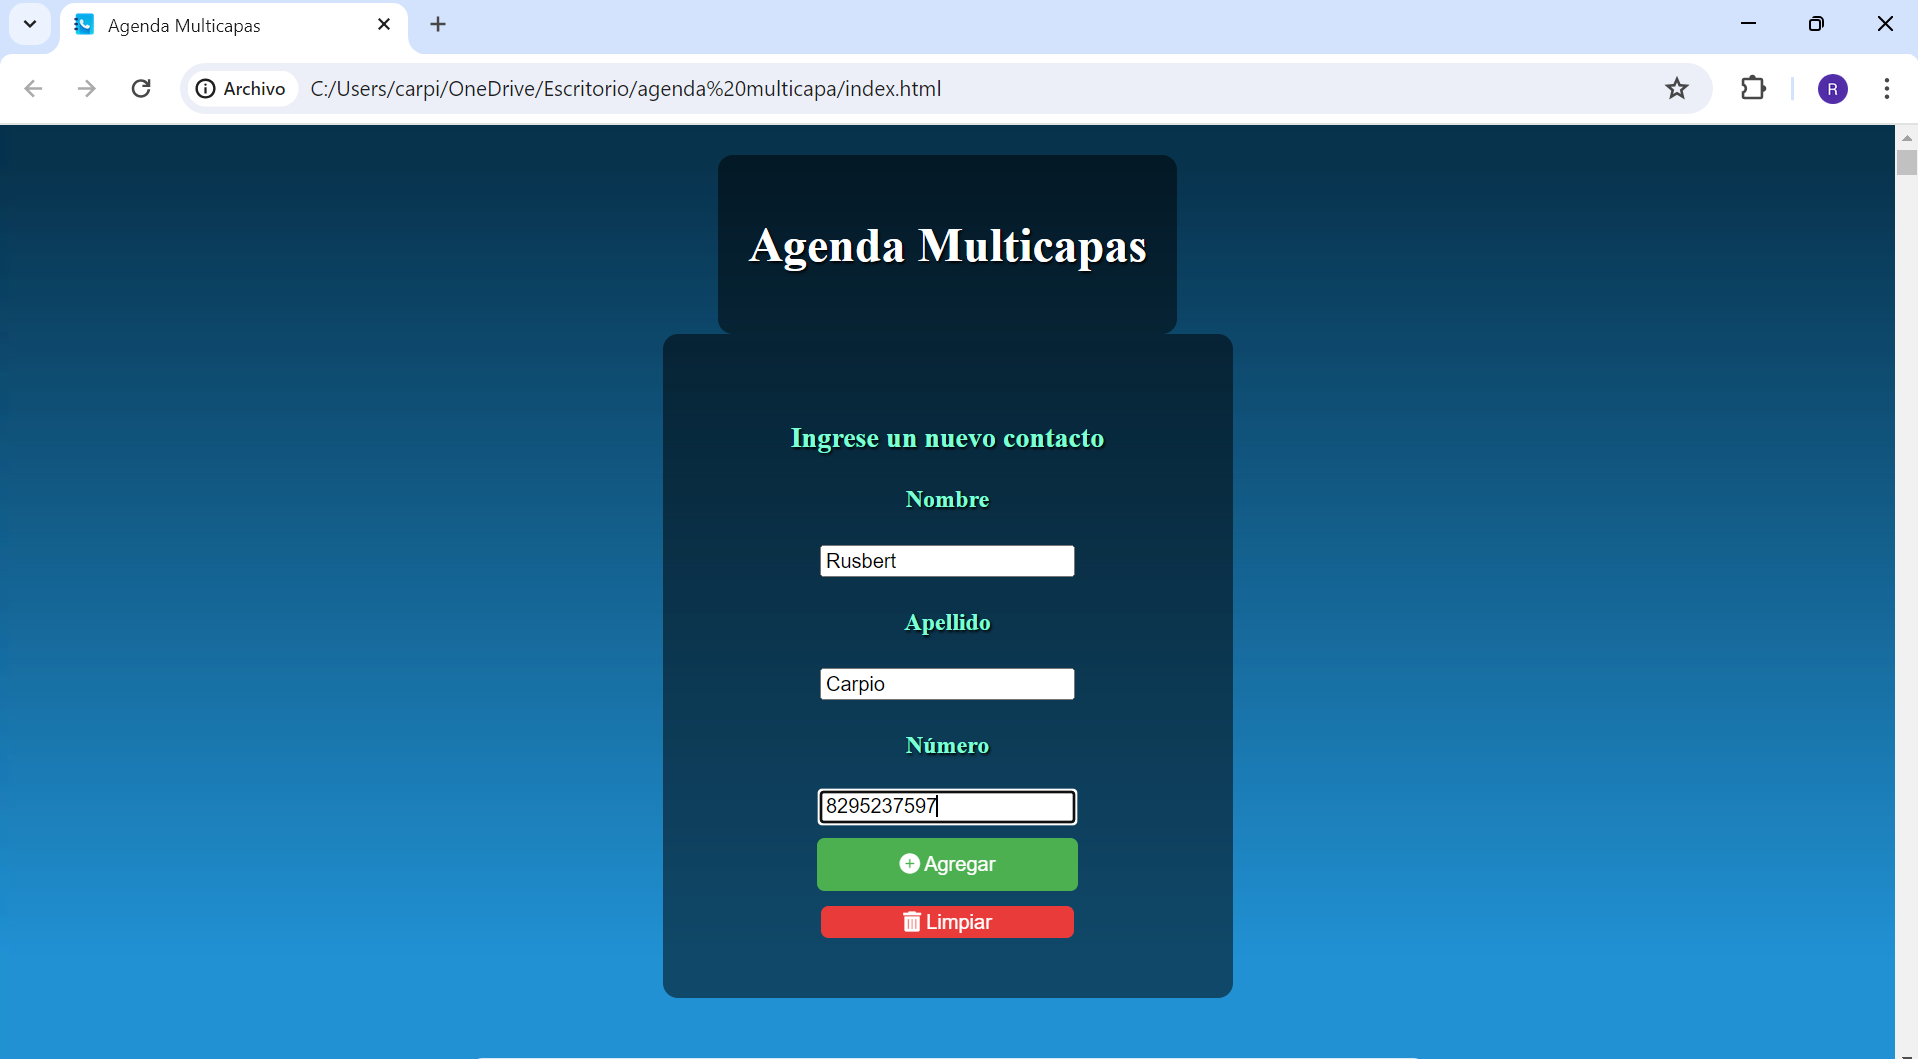 Agenda Multicapas
Archivo C:/Users/carpi/OneDrive/Escritorio/agenda%20multicapa/index.html
R
Agenda Multicapas
Ingrese un nuevo contacto
Nombre
Rusbert
Apellido
Carpio
Número
8295237597
Agregar
Limpiar